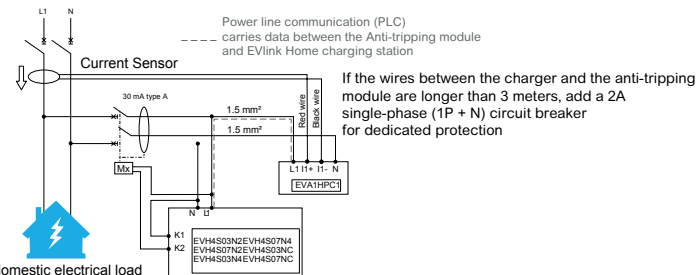 L1 N
Power line communication (PLC)
carries data between the Anti-tripping module
and EVlink Home charging station
Current Sensor
If the wires between the charger and the anti-tripping
module are longer than 3 meters, add a 2A
single-phase (1P + N) circuit breaker
for dedicated protection
30 mA type A
1.5 mm²
1.5 mm²
Red wire
Black wire
L1 I1+ I1- N
EVA1HPC1
Mx
N L1
K1
K2
EVH4S03N2EVH4S07N4
EVH4S07N2EVH4S03NC
EVH4S03N4EVH4S07NC
omestic electrical load